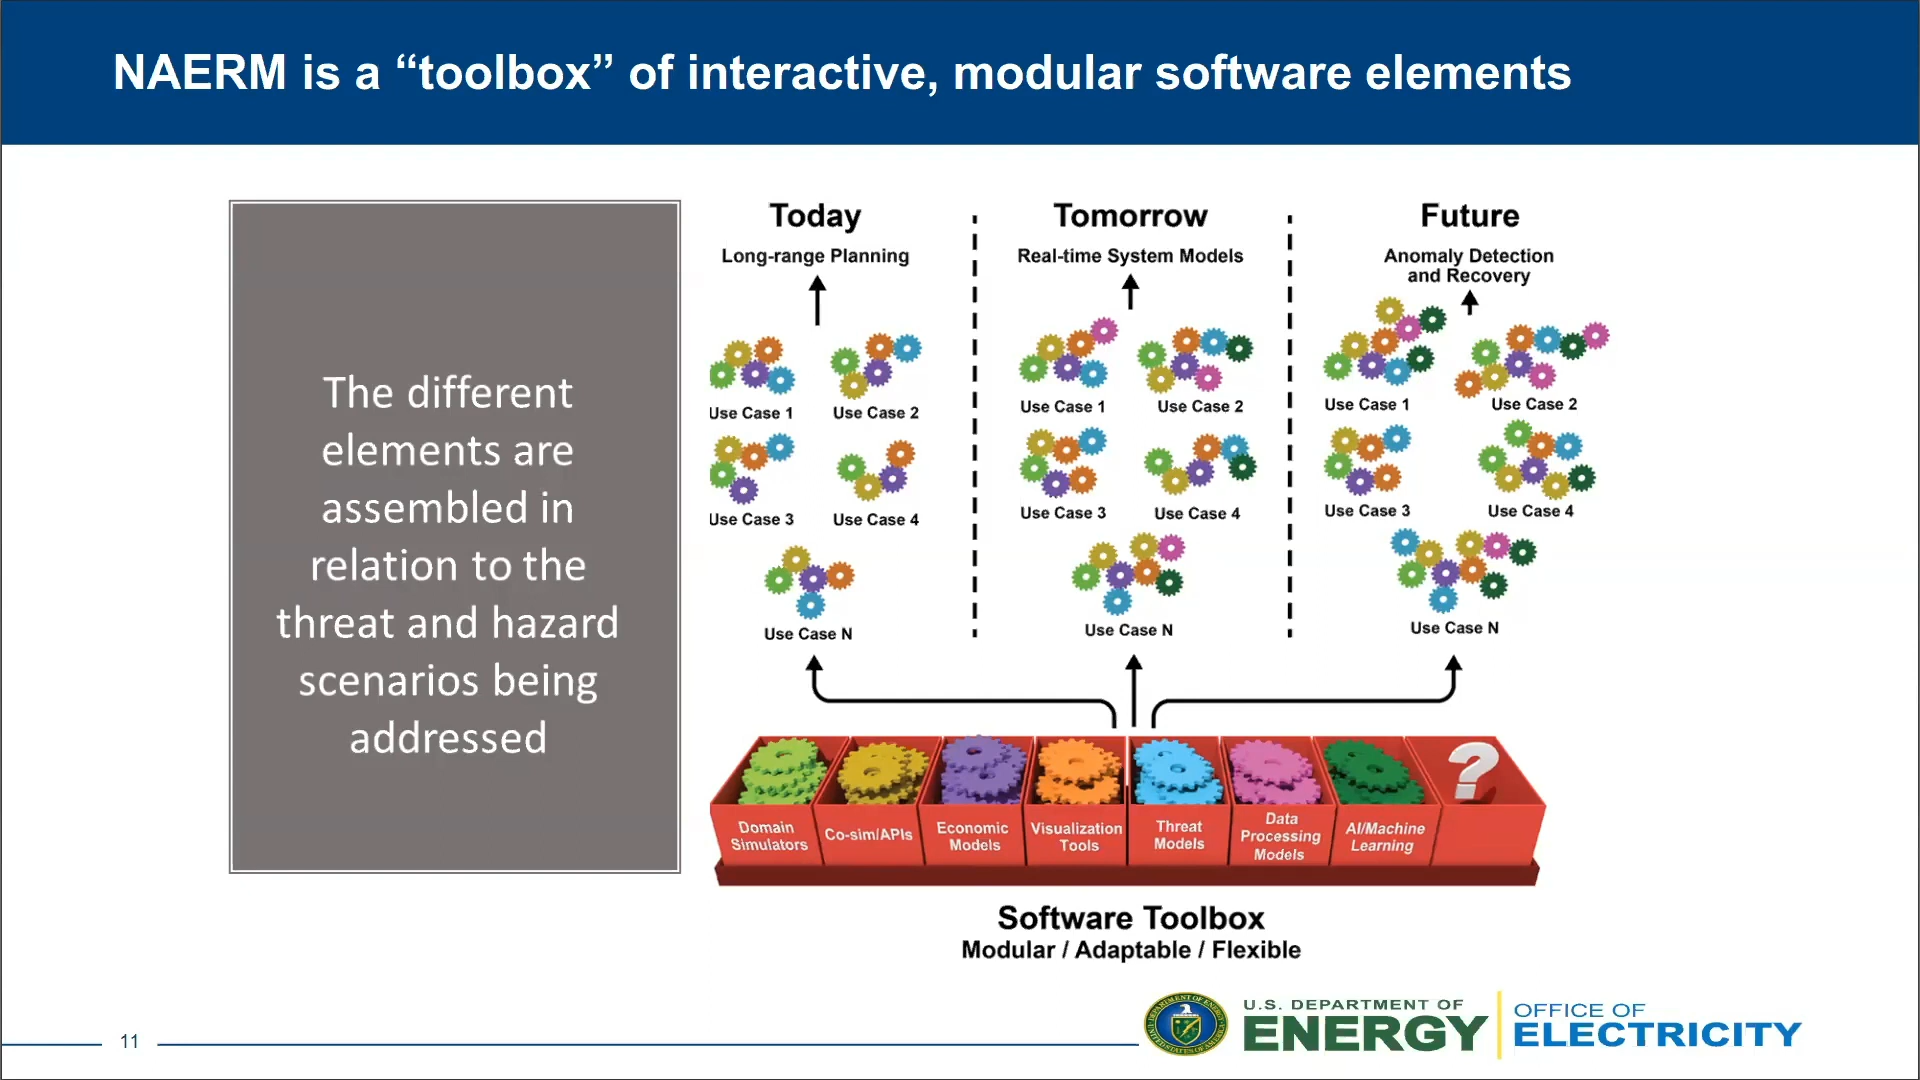 NAERM is a “toolbox” of interactive, modular software elements
The different
elements are
assembled in
relation to the
threat and hazard
scenarios being
addressed
Today
Long-range Planning
Use Case 1
Use Case 2
Use Case 3
Use Case 4
Use Case N
Tomorrow
Real-time System Models
Use Case 1
Use Case 2
Use Case 3
Use Case 4
Use Case N
Future
Anomaly Detection
and Recovery
Use Case 1
Use Case 2
Use Case 3
Use Case 4
Use Case N
Domain
Simulators
Co-sim/APIs
Economic
Models
Visualization
Tools
Threat
Models
Data
Processing
Models
AI/Machine
Learning
?
Software Toolbox
Modular / Adaptable / Flexible
11
U.S. DEPARTMENT OF
ENERGY
OFFICE OF
ELECTRICITY